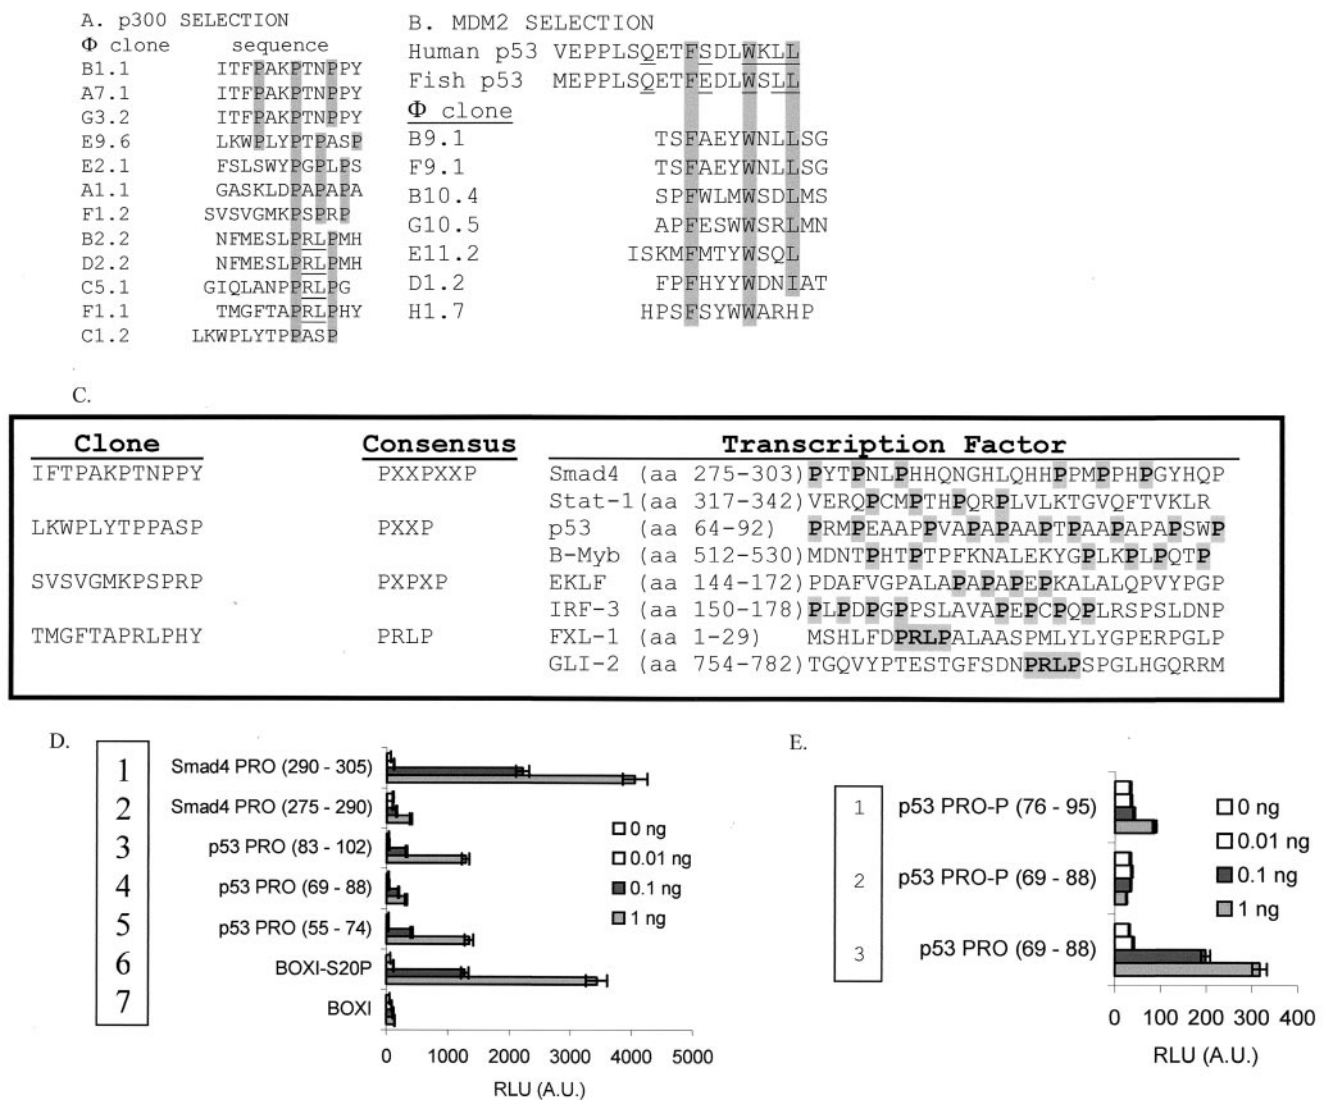 A. p300 SELECTION
Φ clone sequence
B1.1 ITFPAKPTNPPY
A7.1 ITFPAKPTNPPY
G3.2 ITFPAKPTNPPY
E9.6 LKWPLYPTPASP
E2.1 FSLSWYPGPLPS
A1.1 GASKLDPAPAPA
F1.2 SVSVGMKPSPRP
B2.2 NFMESLPRLPMH
D2.2 NFMESLPRLPMH
C5.1 GIQLANPPRLPG
F1.1 TMGFTAPRLPHY
C1.2 LKWPLYTPPASP
B. MDM2 SELECTION
Human p53 VEPPLSQETFSDLWKLL
Fish p53 MEPPLSQETFEDLWSLL
Φ clone
B9.1 TSFAEYWNLLSG
F9.1 TSFAEYWNLLSG
B10.4 SPFWLMWSDLMS
G10.5 APFESWWSRLMN
E11.2 ISKMFMTYWSQL
D1.2 FPFHYYWDNIAT
H1.7 HPSFSYWWARHP
C.
Clone Consensus Transcription Factor
IFTPAKPTNPPY PXXPXXP Smad4 (aa 275-303) PYTPNLPHHQNGHLQHHPPMPPHPGYHQP
Stat-1 (aa 317-342) VERQPCMPTHPQRPLVLKTGVQFTVKLR
LKWPLYTPPASP PXXP p53 (aa 64-92) PRMPEAAPPVAPAPAAPTPAAPAPAPSWP
B-Myb (aa 512-530) MDNTPHTPTPFKNALEKYGPLKPLPQTP
SVSVGMKPSPRP PXPXP EKLF (aa 144-172) PDAFVGPALAPAPAPEPKALALQPVYPGP
IRF-3 (aa 150-178) PLPDPGPPSLAVAPEPCPQPLRSPSLDNP
TMGFTAPRLPHY PRLP FXL-1 (aa 1-29) MSHLFDPRLPALAASPMLYLYGPERPGLP
GLI-2 (aa 754-782) TGQVYPTESTGFSDNPRLPSPGLHGQRRM
D.
1 Smad4 PRO (290 - 305)
2 Smad4 PRO (275 - 290)
3 p53 PRO (83 - 102)
4 p53 PRO (69 - 88)
5 p53 PRO (55 - 74)
6 BOXI-S20P
7 BOXI
0 ng
0.01 ng
0.1 ng
1 ng
0 1000 2000 3000 4000 5000
RLU (A.U.)
E.
1 p53 PRO-P (76 - 95)
2 p53 PRO-P (69 - 88)
3 p53 PRO (69 - 88)
0 ng
0.01 ng
0.1 ng
1 ng
0 100 200 300 400
RLU (A.U.)